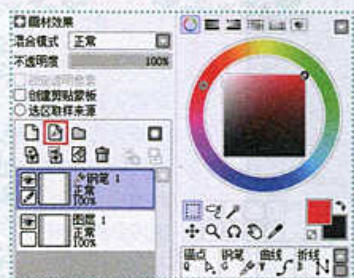 画材效果
混合模式 正常
不透明度 100%
创建剪贴蒙板
选区取样来源
钢笔 1
正常
100%
图层 1
正常
100%
锚点 钢笔 曲线 折线